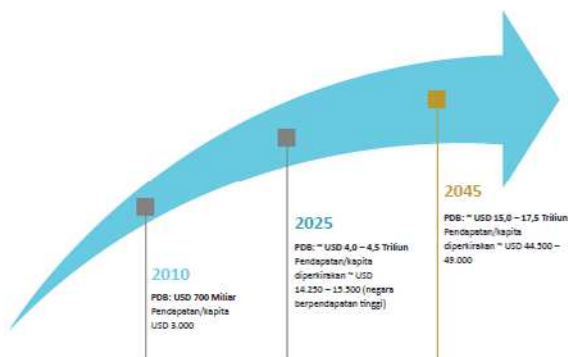 2010
PDB: USD 700 Miliar
Pendapatan/kapita
USD 3.000
2025
PDB: ~ USD 4,0 – 4,5 Triliun
Pendapatan/kapita
diperkirakan ~ USD
14.250 – 15.500 (negara
berpendapatan tinggi)
2045
PDB: ~ USD 15,0 – 17,5 Triliun
Pendapatan/kapita
diperkirakan ~ USD 44.500 –
49.000